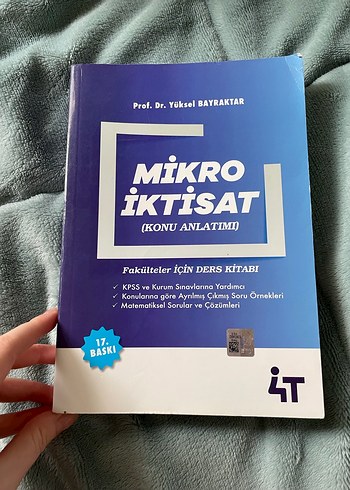 Prof. Dr. Yüksel BAYRAKTAR
MİKRO
İKTİSAT
(KONU ANLATIMI)
Fakülteler İÇİN DERS KİTABI
✓ KPSS ve Kurum Sınavlarına Yardımcı
✓ Konularına göre Ayrılmış Çıkmış Soru Örnekleri
✓ Matematiksel Sorular ve Çözümleri
17.
BASKI
4T